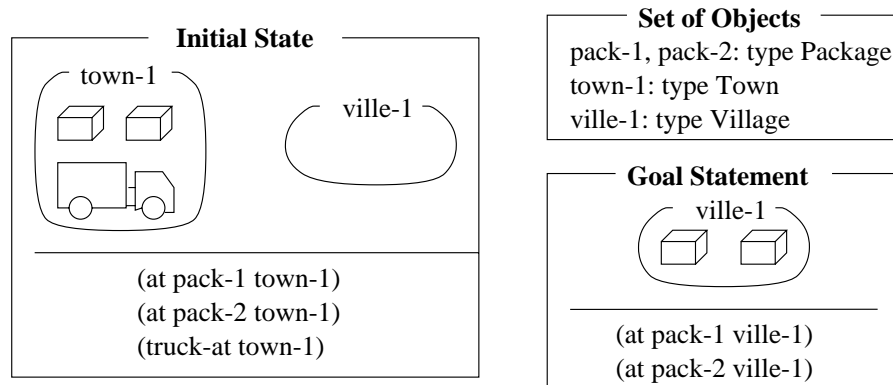 Initial State
town-1
ville-1
(at pack-1 town-1)
(at pack-2 town-1)
(truck-at town-1)
Set of Objects
pack-1, pack-2: type Package
town-1: type Town
ville-1: type Village
Goal Statement
ville-1
(at pack-1 ville-1)
(at pack-2 ville-1)